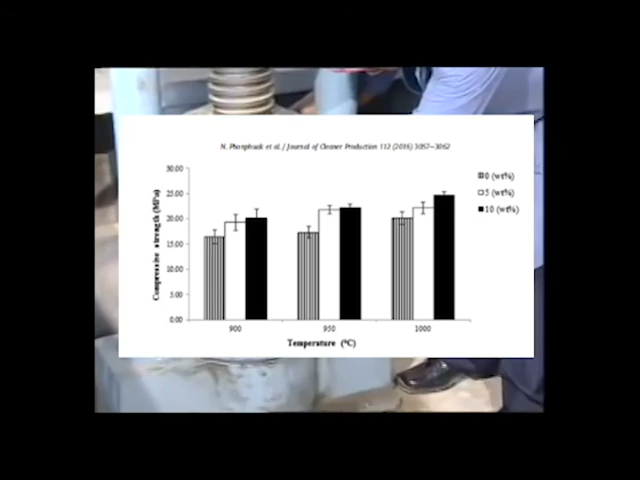 N. Phonphuak et al. / Journal of Cleaner Production 112 (2016) 3057–3062
30.00
25.00
20.00
15.00
10.00
5.00
0.00
Compressive strength (MPa)
0 (wt%)
5 (wt%)
10 (wt%)
900
950
1000
Temperature (°C)